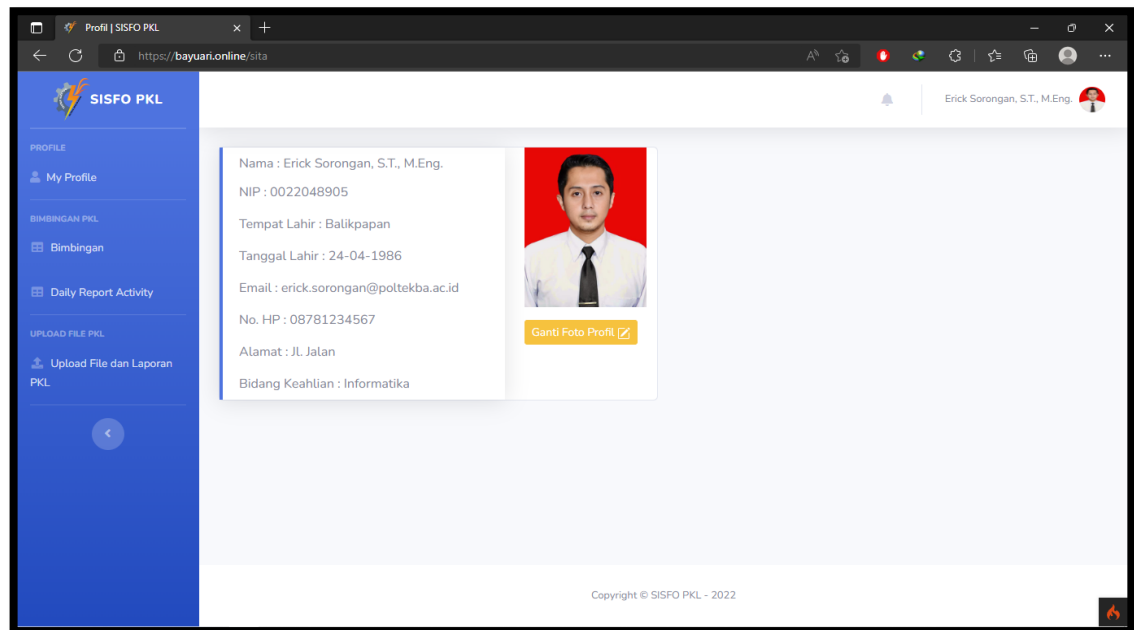 Profil | SISFO PKL
https://bayuari.online/sita
SISFO PKL
Erick Sorongan, S.T., M.Eng.
PROFILE
My Profile
BIMBINGAN PKL
Bimbingan
Daily Report Activity
UPLOAD FILE PKL
Upload File dan Laporan
PKL
Nama : Erick Sorongan, S.T., M.Eng.
NIP : 0022048905
Tempat Lahir : Balikpapan
Tanggal Lahir : 24-04-1986
Email : erick.sorongan@poltekba.ac.id
No. HP : 08781234567
Alamat : Jl. Jalan
Bidang Keahlian : Informatika
Ganti Foto Profil
Copyright © SISFO PKL - 2022